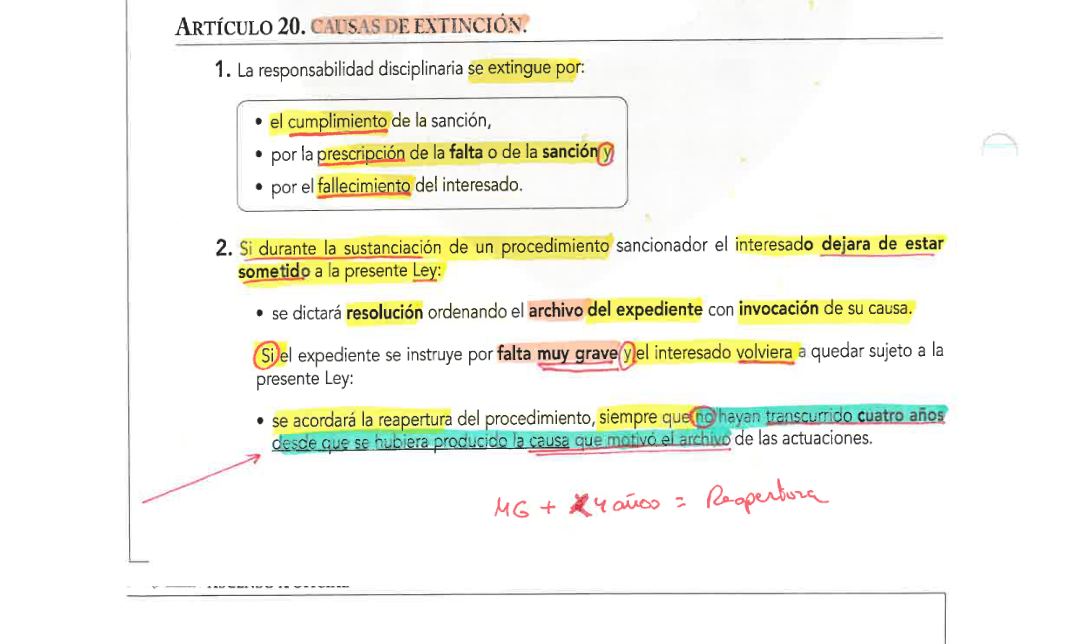 ARTÍCULO 20. CAUSAS DE EXTINCIÓN.
1. La responsabilidad disciplinaria se extingue por:
• el cumplimiento de la sanción,
• por la prescripción de la falta o de la sanción y
• por el fallecimiento del interesado.
2. Si durante la sustanciación de un procedimiento sancionador el interesado dejara de estar
sometido a la presente Ley:
• se dictará resolución ordenando el archivo del expediente con invocación de su causa.
Si el expediente se instruye por falta muy grave y el interesado volviera a quedar sujeto a la
presente Ley:
• se acordará la reapertura del procedimiento, siempre que no hayan transcurrido cuatro años
desde que se hubiera producido la causa que motivó el archivo de las actuaciones.
MG + 4 años = Reapertura